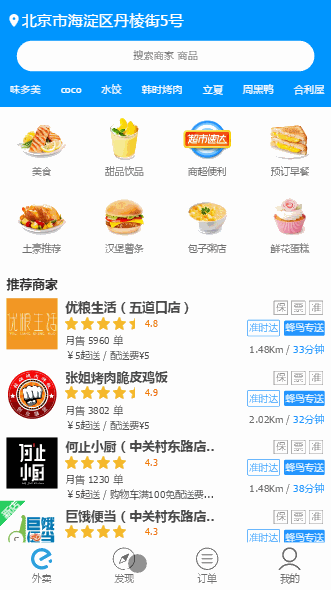 北京市海淀区丹棱街5号
搜索商家 商品
味多美 coco 水饺 韩时烤肉 立夏 周黑鸭 合利屋
美食 甜品饮品 商超便利 预订早餐
超市速达
土豪推荐 汉堡薯条 包子粥店 鲜花蛋糕
推荐商家
优粮生活
优粮生活（五道口店）
保 票 准
4.8
准时达 蜂鸟专送
月售 5960 单
¥ 5起送 / 配送费¥5
1.48Km / 33分钟
张姐烤肉脆皮鸡饭
保 票 准
4.9
准时达 蜂鸟专送
月售 3802 单
¥ 5起送 / 配送费¥5
2.02Km / 32分钟
何止小厨
何止小厨（中关村东路店..
保 票 准
4.3
准时达 蜂鸟专送
月售 1230 单
¥ 5起送 / 购物车满100免配送费...
1.48Km / 38分钟
新店
巨饿便当
巨饿便当（中关村东路店..
保 票 准
4.3
准时达 蜂鸟专送
外卖 发现 订单 我的